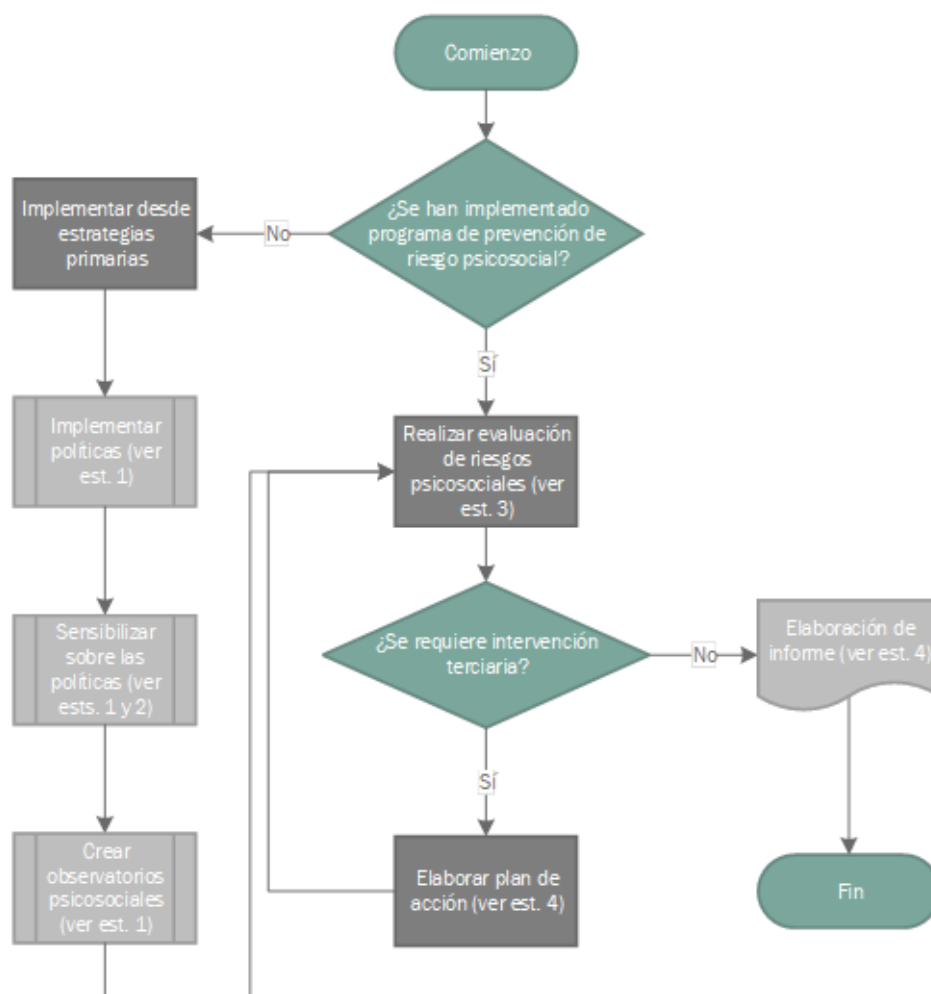 Comienzo
¿Se han implementado
programa de prevención de
riesgo psicosocial?
No
Implementar desde
estrategias
primarias
Sí
Implementar
políticas (ver
est. 1)
Realizar evaluación
de riesgos
psicosociales (ver
est. 3)
Sensibilizar
sobre las
políticas (ver
ests. 1 y 2)
¿Se requiere intervención
terciaria?
No
Elaboración de
informe (ver est. 4)
Sí
Crear
observatorios
psicosociales
(ver est. 1)
Elaborar plan de
acción (ver est. 4)
Fin